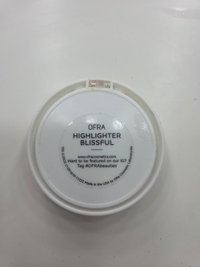 OFRA
HIGHLIGHTER
BLISSFUL
www.ofracosmetics.com
Want to be featured on our IG?
Tag #OFRAbeauties